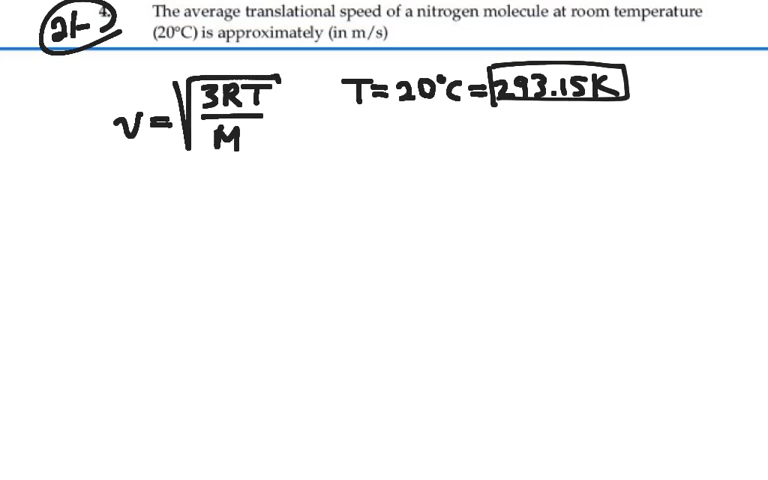 4.
The average translational speed of a nitrogen molecule at room temperature
(20°C) is approximately (in m/s)
v = √3RT/M T = 20°C = 293.15K